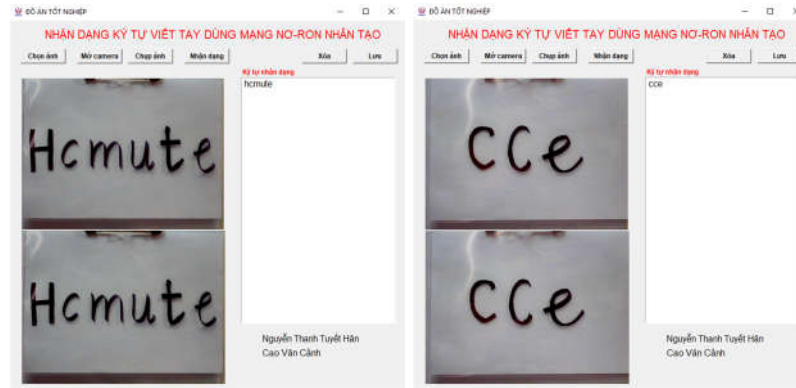 ĐỒ ÁN TỐT NGHIỆP
NHẬN DẠNG KÝ TỰ VIẾT TAY DÙNG MẠNG NƠ-RON NHÂN TẠO
Chọn ảnh Mở camera Chụp ảnh Nhận dạng Xóa Lưu
Ký tự nhận dạng
hcmute
Hcmute
Hcmute
Nguyễn Thanh Tuyết Hân
Cao Văn Cảnh
ĐỒ ÁN TỐT NGHIỆP
NHẬN DẠNG KÝ TỰ VIẾT TAY DÙNG MẠNG NƠ-RON NHÂN TẠO
Chọn ảnh Mở camera Chụp ảnh Nhận dạng Xóa Lưu
Ký tự nhận dạng
cce
CCe
CCe
Nguyễn Thanh Tuyết Hân
Cao Văn Cảnh